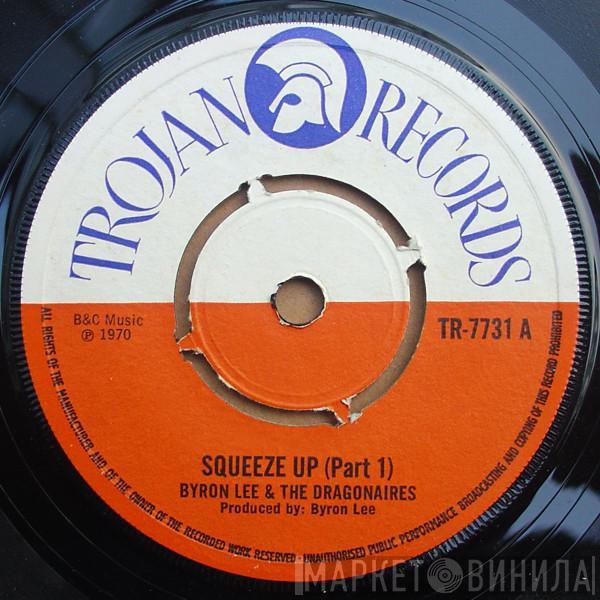 TROJAN RECORDS
B&C Music
℗ 1970
TR-7731 A
SQUEEZE UP (Part 1)
BYRON LEE & THE DRAGONAIRES
Produced by: Byron Lee
ALL RIGHTS OF THE MANUFACTURER AND OF THE OWNER OF THE RECORDED WORK RESERVED - UNAUTHORISED PUBLIC PERFORMANCE BROADCASTING AND COPYING OF THIS RECORD PROHIBITED
МАРКЕТ ВИНИЛА